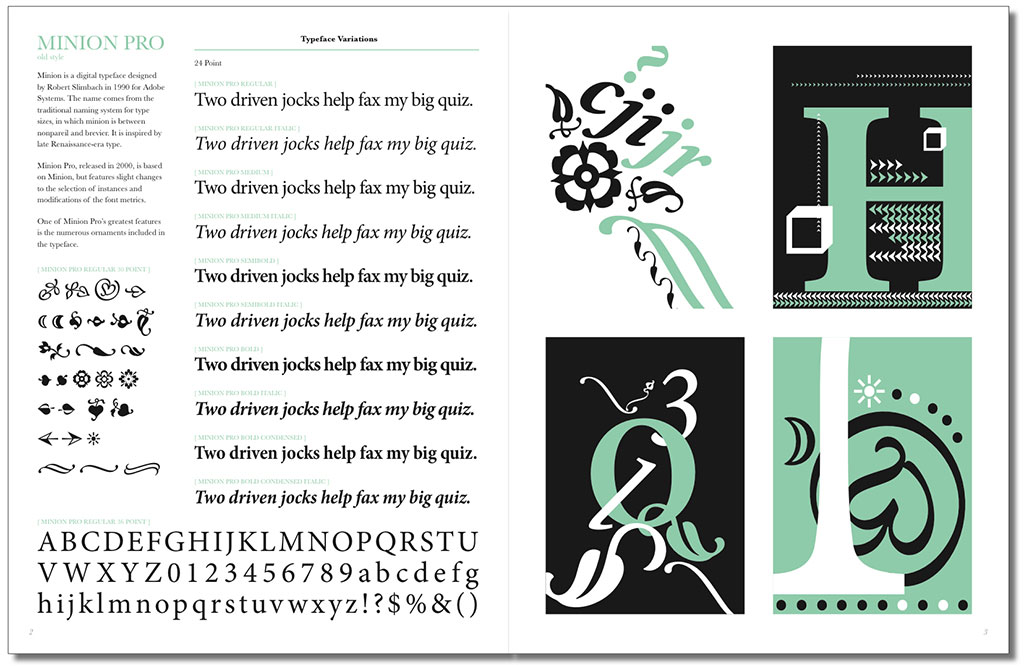 MINION PRO
old style
Minion is a digital typeface designed
by Robert Slimbach in 1990 for Adobe
Systems. The name comes from the
traditional naming system for type
sizes, in which minion is between
nonpareil and brevier. It is inspired by
late Renaissance-era type.
Minion Pro, released in 2000, is based
on Minion, but features slight changes
to the selection of instances and
modifications of the font metrics.
One of Minion Pro's greatest features
is the numerous ornaments included in
the typeface.
[ MINION PRO REGULAR 30 POINT ]
Typeface Variations
24 Point
[ MINION PRO REGULAR ]
Two driven jocks help fax my big quiz.
[ MINION PRO REGULAR ITALIC ]
Two driven jocks help fax my big quiz.
[ MINION PRO MEDIUM ]
Two driven jocks help fax my big quiz.
[ MINION PRO MEDIUM ITALIC ]
Two driven jocks help fax my big quiz.
[ MINION PRO SEMIBOLD ]
Two driven jocks help fax my big quiz.
[ MINION PRO SEMIBOLD ITALIC ]
Two driven jocks help fax my big quiz.
[ MINION PRO BOLD ]
Two driven jocks help fax my big quiz.
[ MINION PRO BOLD ITALIC ]
Two driven jocks help fax my big quiz.
[ MINION PRO BOLD CONDENSED ]
Two driven jocks help fax my big quiz.
[ MINION PRO BOLD CONDENSED ITALIC ]
Two driven jocks help fax my big quiz.
[ MINION PRO REGULAR 36 POINT ]
ABCDEFGHIJKLMNOPQRSTU
VWXYZ0123456789abcdefg
hijklmnopqrstuvwxyz!?$%&()
2
H
3
Q
3